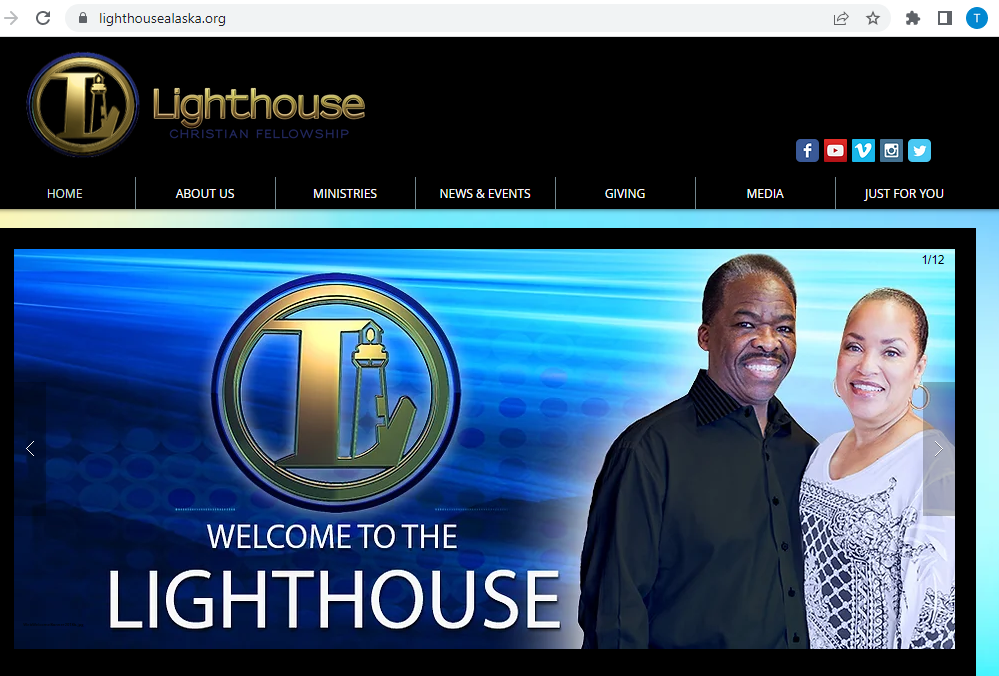 lighthousealaska.org
T
L
Lighthouse
CHRISTIAN FELLOWSHIP
HOME ABOUT US MINISTRIES NEWS & EVENTS GIVING MEDIA JUST FOR YOU
1/12
L
WELCOME TO THE
LIGHTHOUSE